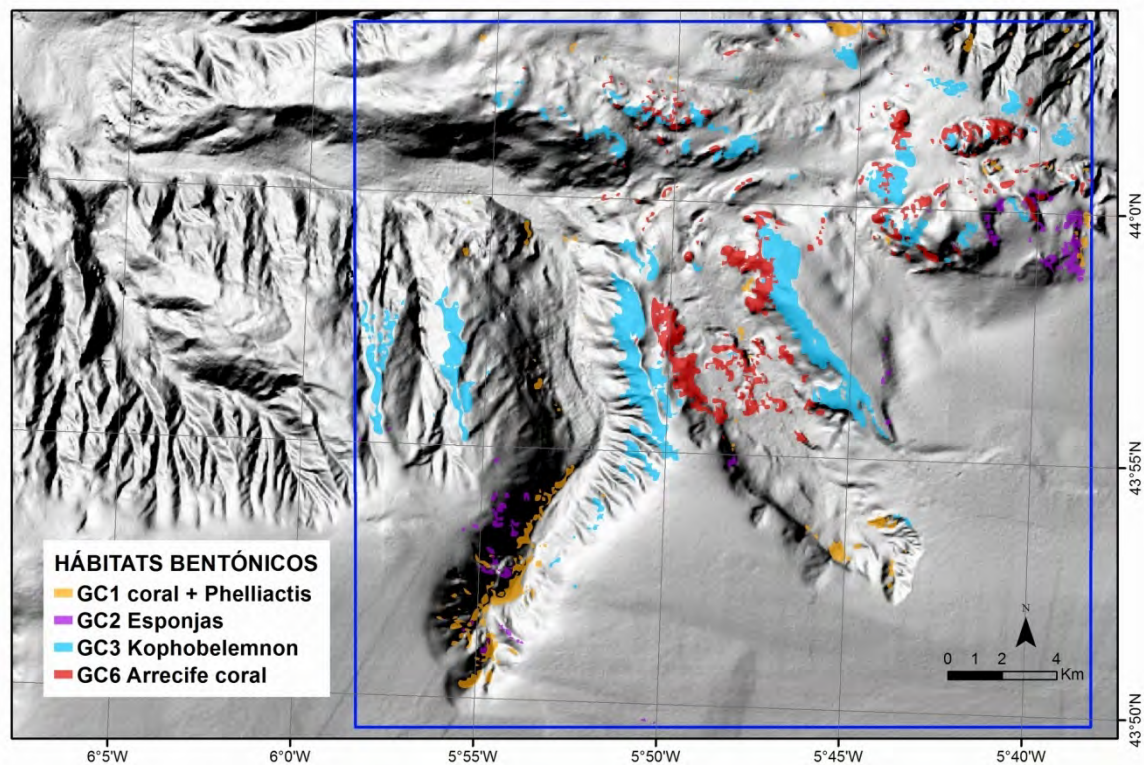 44°0'N
43°55'N
43°50'N
HÁBITATS BENTÓNICOS
GC1 coral + Phelliactis
GC2 Esponjas
GC3 Kophobelemnon
GC6 Arrecife coral
N
0 1 2 4
Km
6°5'W 6°0'W 5°55'W 5°50'W 5°45'W 5°40'W